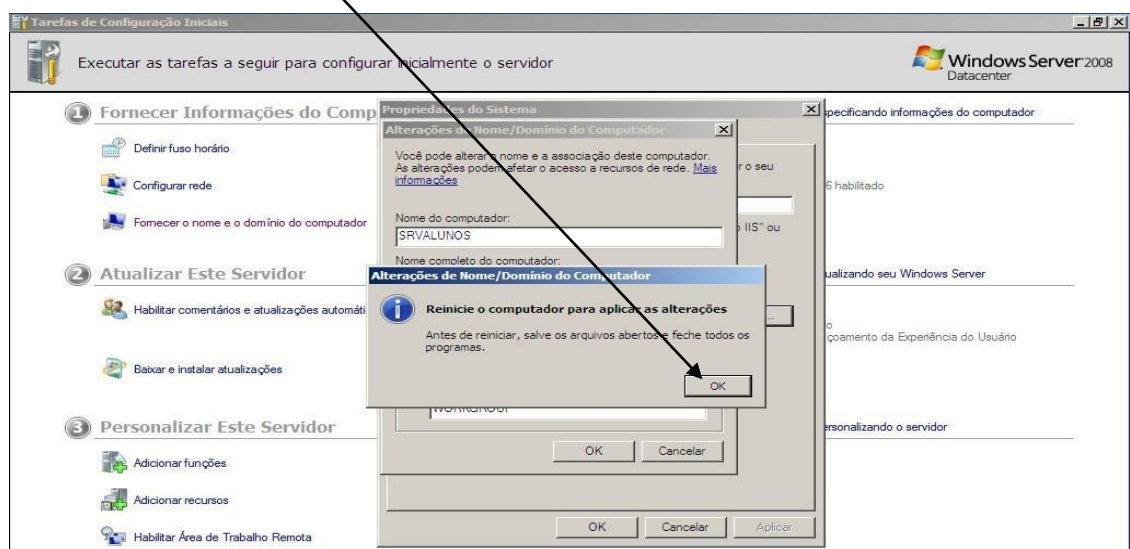 Tarefas de Configuração Iniciais
Executar as tarefas a seguir para configurar inicialmente o servidor
Windows Server 2008
Datacenter
1 Fornecer Informações do Comp
Definir fuso horário
Configurar rede
Fornecer o nome e o domínio do computador
2 Atualizar Este Servidor
Habilitar comentários e atualizações automáti
Baixar e instalar atualizações
3 Personalizar Este Servidor
Adicionar funções
Adicionar recursos
Habilitar Área de Trabalho Remota
Propriedades do Sistema
Alterações de Nome/Domínio do Computador
Você pode alterar o nome e a associação deste computador.
As alterações podem afetar o acesso a recursos de rede. Mais
informações
Nome do computador:
SRVALUNOS
Nome completo do computador:
Alterações de Nome/Domínio do Computador
Reinicie o computador para aplicar as alterações
Antes de reiniciar, salve os arquivos abertos e feche todos os
programas.
OK
WORKGROUP
OK Cancelar
OK Cancelar Aplicar
r o seu
o IIS" ou
...
specificando informações do computador
6 habilitado
ualizando seu Windows Server
o
çoamento da Experiência do Usuário
ersonalizando o servidor